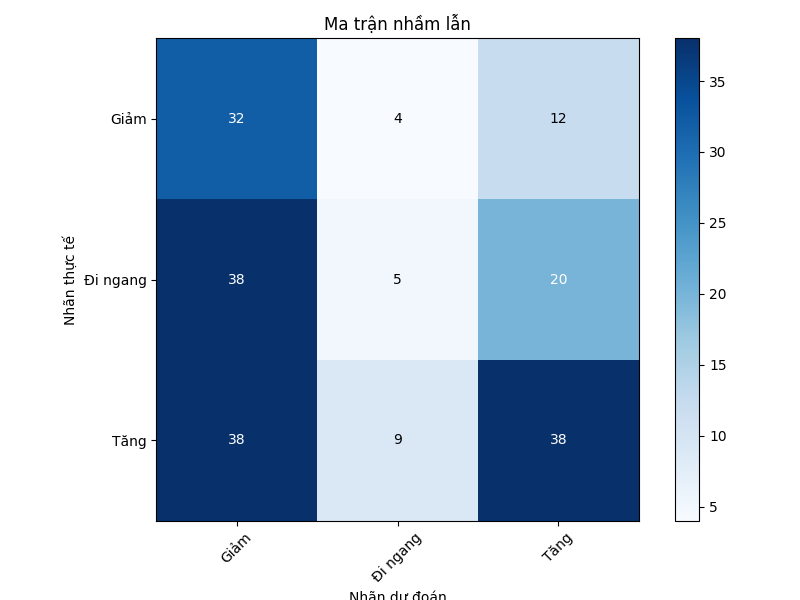 Ma trận nhầm lẫn
Nhãn thực tế
Giảm
32
4
12
Đi ngang
38
5
20
Tăng
38
9
38
Giảm
Đi ngang
Tăng
Nhãn dự đoán
35
30
25
20
15
10
5